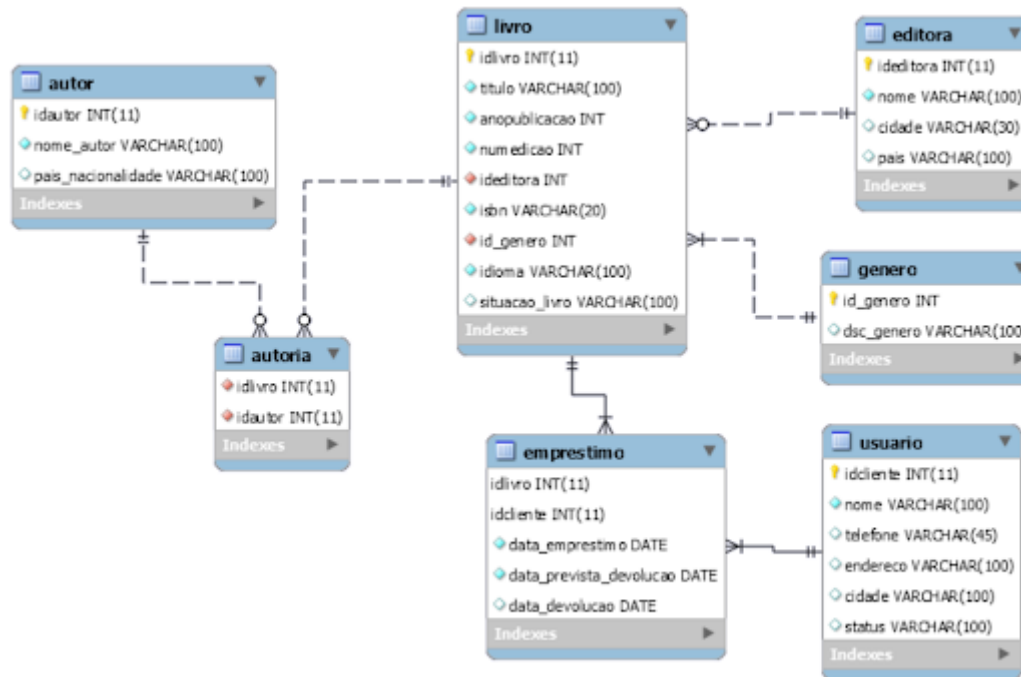 autor
idautor INT(11)
nome_autor VARCHAR(100)
pais_nacionalidade VARCHAR(100)
Indexes
livro
idlivro INT(11)
titulo VARCHAR(100)
anopublicacao INT
numedicao INT
ideditora INT
isbn VARCHAR(20)
id_genero INT
idioma VARCHAR(100)
situacao_livro VARCHAR(100)
Indexes
editora
ideditora INT(11)
nome VARCHAR(100)
cidade VARCHAR(30)
pais VARCHAR(100)
Indexes
genero
id_genero INT
dsc_genero VARCHAR(100
Indexes
autoria
idlivro INT(11)
idautor INT(11)
Indexes
emprestimo
idlivro INT(11)
idcliente INT(11)
data_emprestimo DATE
data_prevista_devolucao DATE
data_devolucao DATE
Indexes
usuario
idcliente INT(11)
nome VARCHAR(100)
telefone VARCHAR(45)
endereco VARCHAR(100)
cidade VARCHAR(100)
status VARCHAR(100)
Indexes